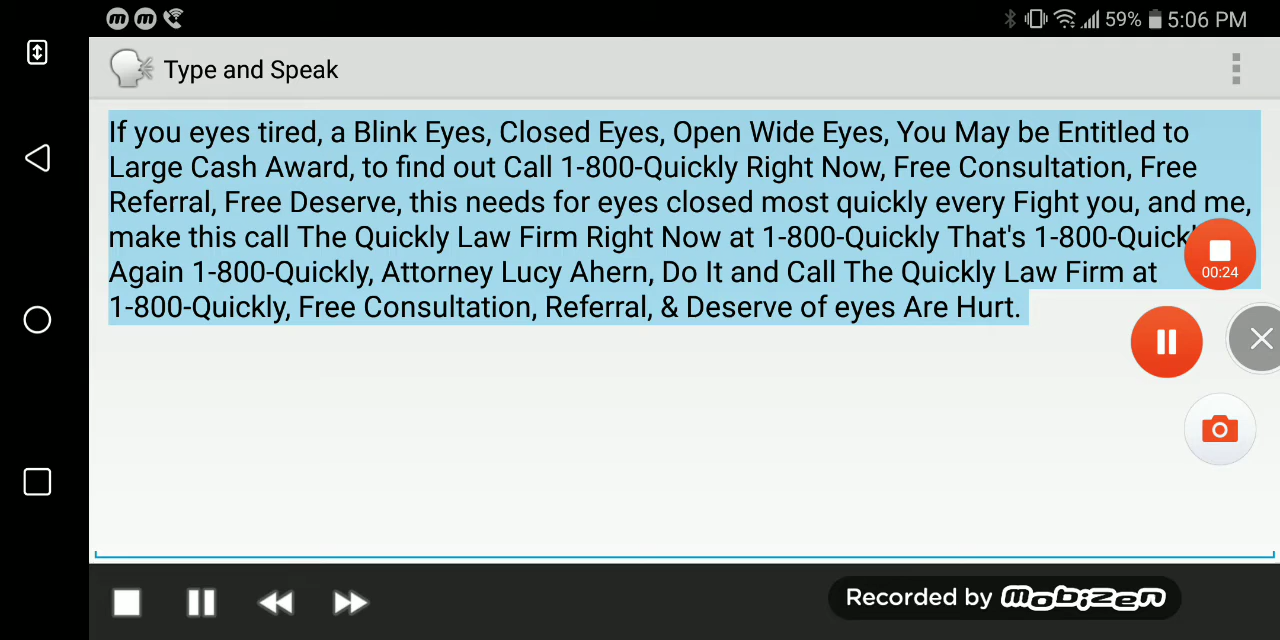 59% 5:06 PM
Type and Speak
If you eyes tired, a Blink Eyes, Closed Eyes, Open Wide Eyes, You May be Entitled to
Large Cash Award, to find out Call 1-800-Quickly Right Now, Free Consultation, Free
Referral, Free Deserve, this needs for eyes closed most quickly every Fight you, and me,
make this call The Quickly Law Firm Right Now at 1-800-Quickly That's 1-800-Quick
Again 1-800-Quickly, Attorney Lucy Ahern, Do It and Call The Quickly Law Firm at
1-800-Quickly, Free Consultation, Referral, & Deserve of eyes Are Hurt.
00:24
Recorded by mobizen